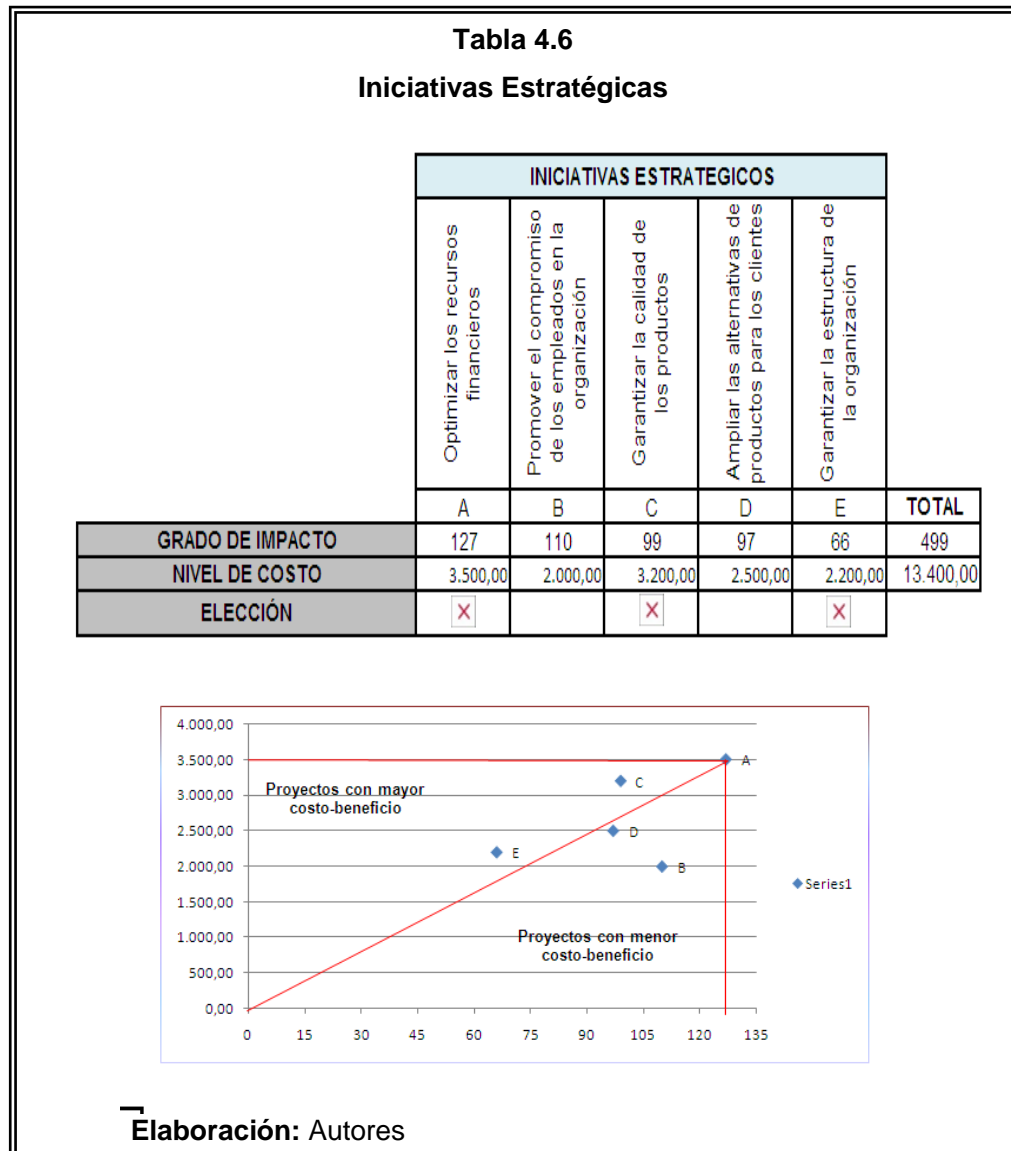 Tabla 4.6
Iniciativas Estratégicas
INICIATIVAS ESTRATEGICOS
Optimizar los recursos
financieros
Promover el compromiso
de los empleados en la
organización
Garantizar la calidad de
los productos
Ampliar las alternativas de
productos para los clientes
Garantizar la estructura de
la organización
A B C D E TOTAL
GRADO DE IMPACTO 127 110 99 97 66 499
NIVEL DE COSTO 3.500,00 2.000,00 3.200,00 2.500,00 2.200,00 13.400,00
ELECCIÓN X X X
4.000,00
3.500,00
3.000,00
2.500,00
2.000,00
1.500,00
1.000,00
500,00
0,00
Proyectos con mayor
costo-beneficio
A
C
D
E
B
Series1
Proyectos con menor
costo-beneficio
0 15 30 45 60 75 90 105 120 135
Elaboración: Autores